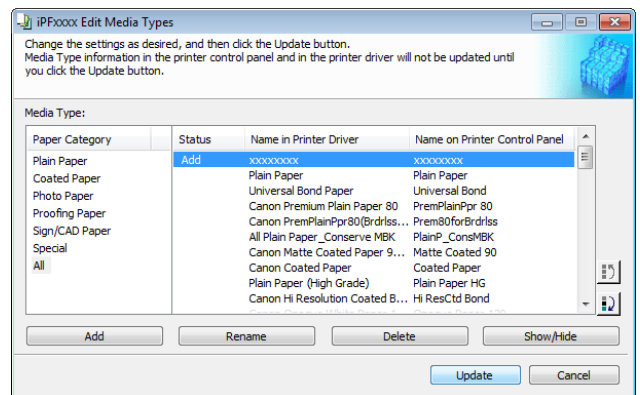 iPFxxxx Edit Media Types
Change the settings as desired, and then click the Update button.
Media Type information in the printer control panel and in the printer driver will not be updated until
you click the Update button.
Media Type:
Paper Category Status Name in Printer Driver Name on Printer Control Panel
Add xxxxxxxx xxxxxxxx
Plain Paper Plain Paper Plain Paper
Coated Paper Universal Bond Paper Universal Bond
Photo Paper Canon Premium Plain Paper 80 PremPlainPpr 80
Proofing Paper Canon PremPlainPpr80(Brdrlss... Prem80forBrdrlss
Sign/CAD Paper All Plain Paper_Conserve MBK PlainP_ConsMBK
Special Canon Matte Coated Paper 9... Matte Coated 90
All Canon Coated Paper Coated Paper
Plain Paper (High Grade) Plain Paper HG
Canon Hi Resolution Coated B... Hi ResCtd Bond
Add Rename Delete Show/Hide
Update Cancel